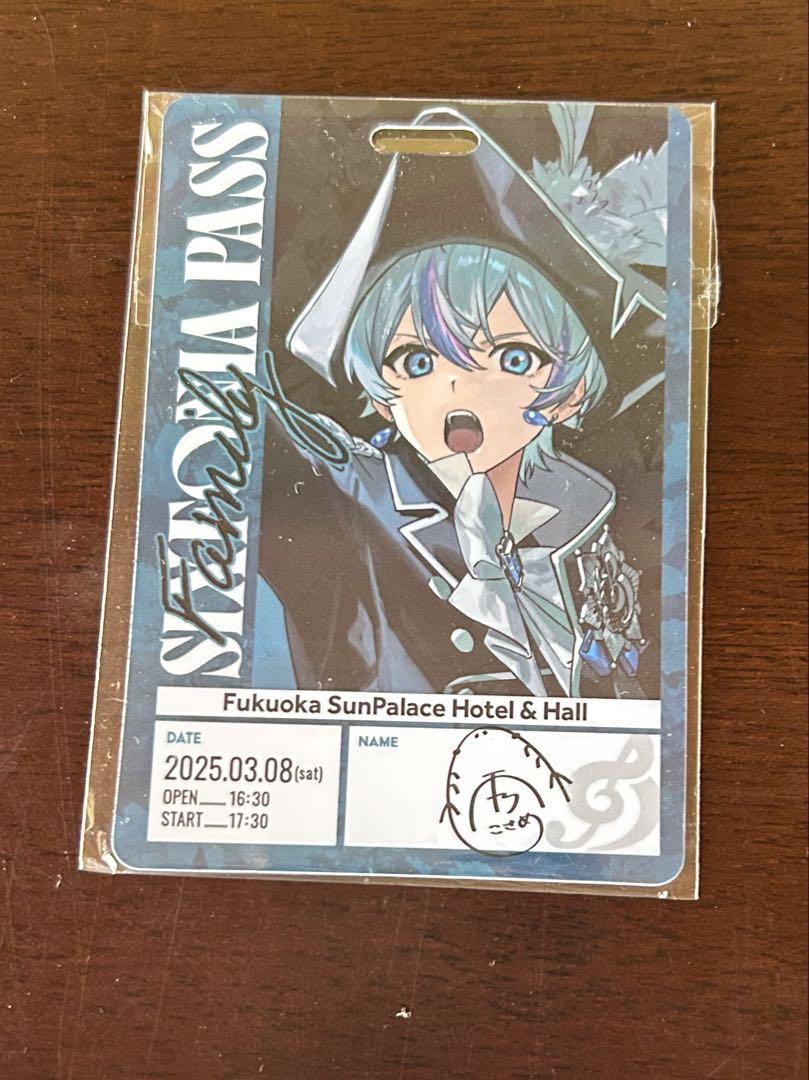 SIXFONIA PASS
Family
Fukuoka SunPalace Hotel & Hall
DATE
2025.03.08(sat)
OPEN........16:30
START.......17:30
NAME
こさめ